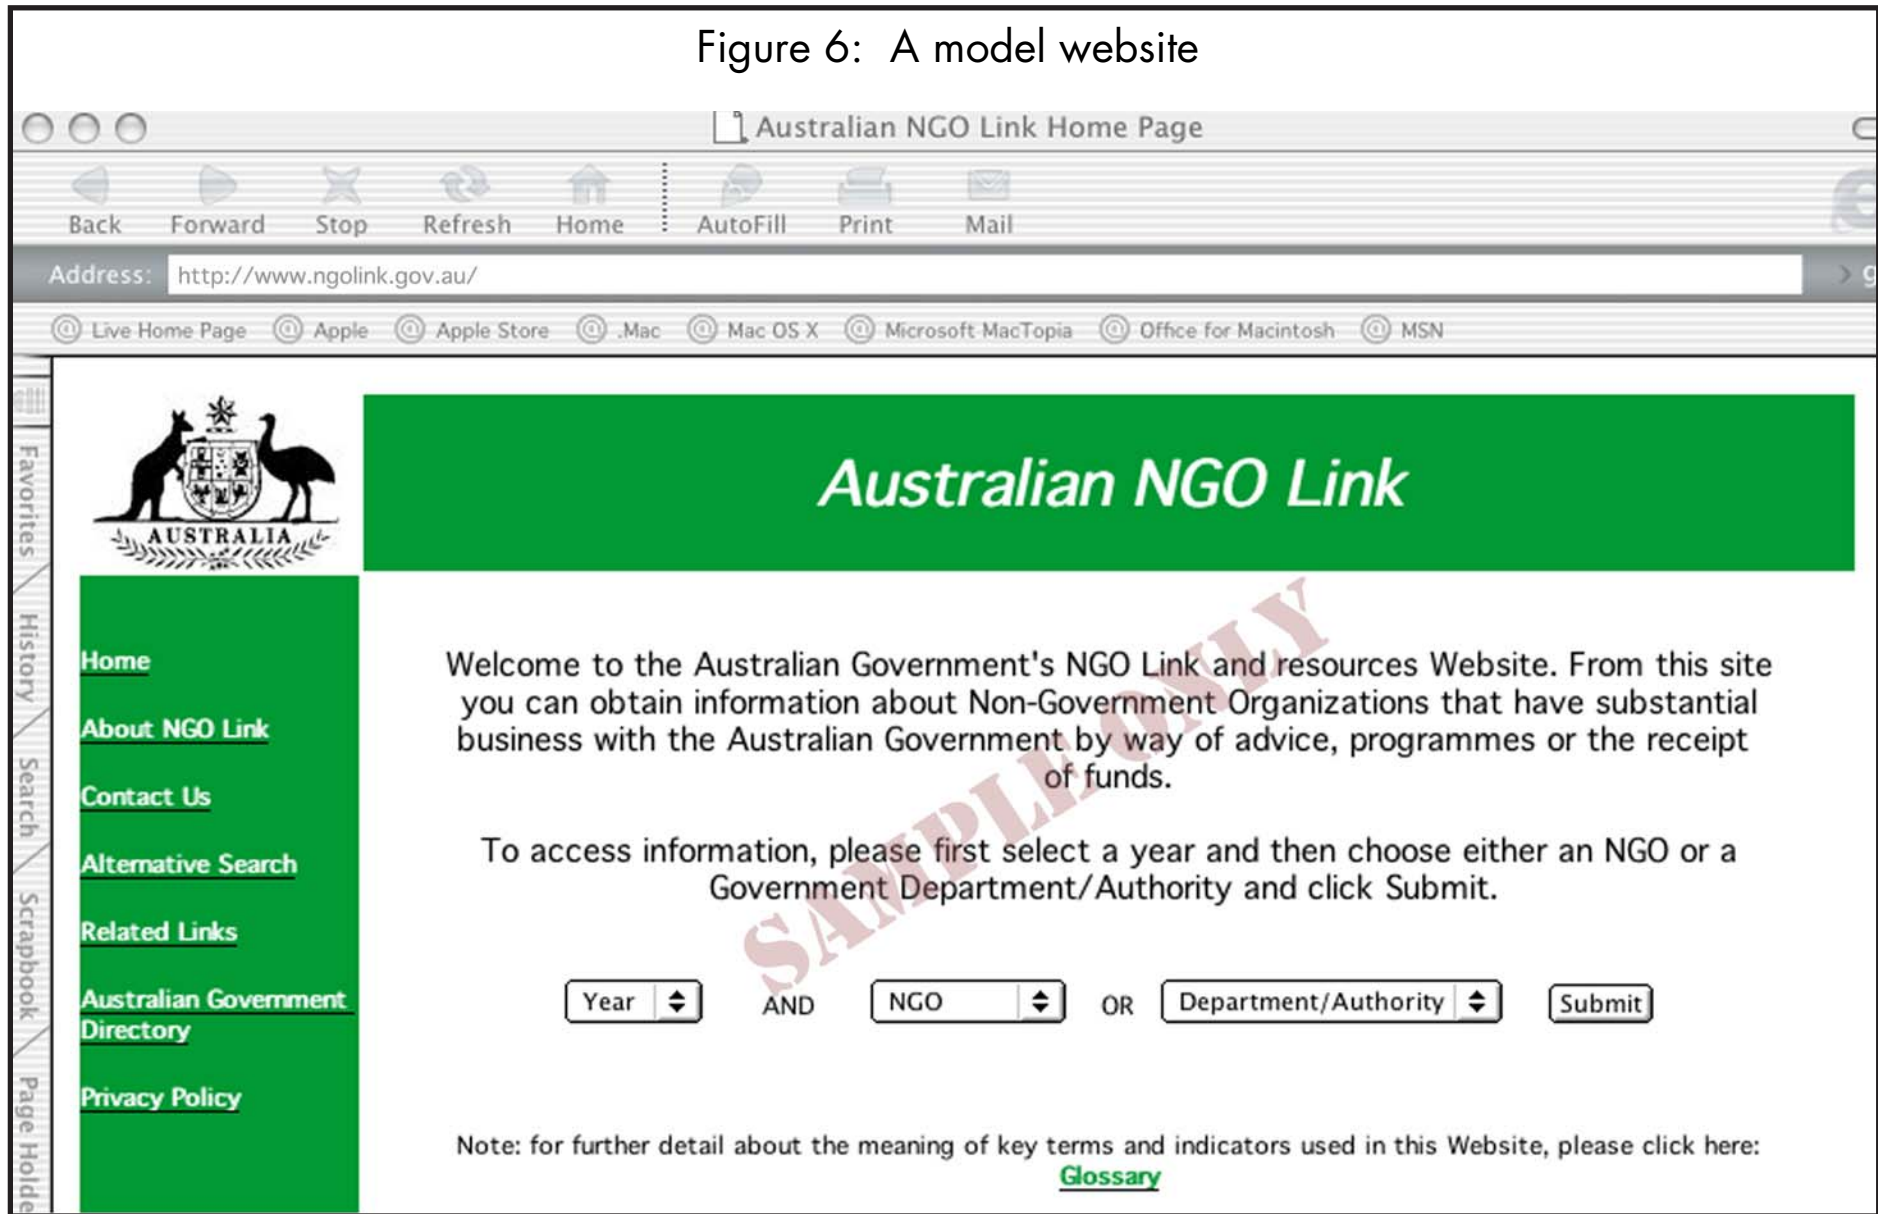 Figure 6: A model website
Australian NGO Link Home Page
Back Forward Stop Refresh Home AutoFill Print Mail
Address: http://www.ngolink.gov.au/
Live Home Page Apple Apple Store .Mac Mac OS X Microsoft MacTopia Office for Macintosh MSN
Favorites
History
Search
Scrapbook
Page Holde
AUSTRALIA
Australian NGO Link
Home
About NGO Link
Contact Us
Alternative Search
Related Links
Australian Government
Directory
Privacy Policy
Welcome to the Australian Government's NGO Link and resources Website. From this site
you can obtain information about Non-Government Organizations that have substantial
business with the Australian Government by way of advice, programmes or the receipt
of funds.
To access information, please first select a year and then choose either an NGO or a
Government Department/Authority and click Submit.
SAMPLE ONLY
Year AND NGO OR Department/Authority Submit
Note: for further detail about the meaning of key terms and indicators used in this Website, please click here:
Glossary